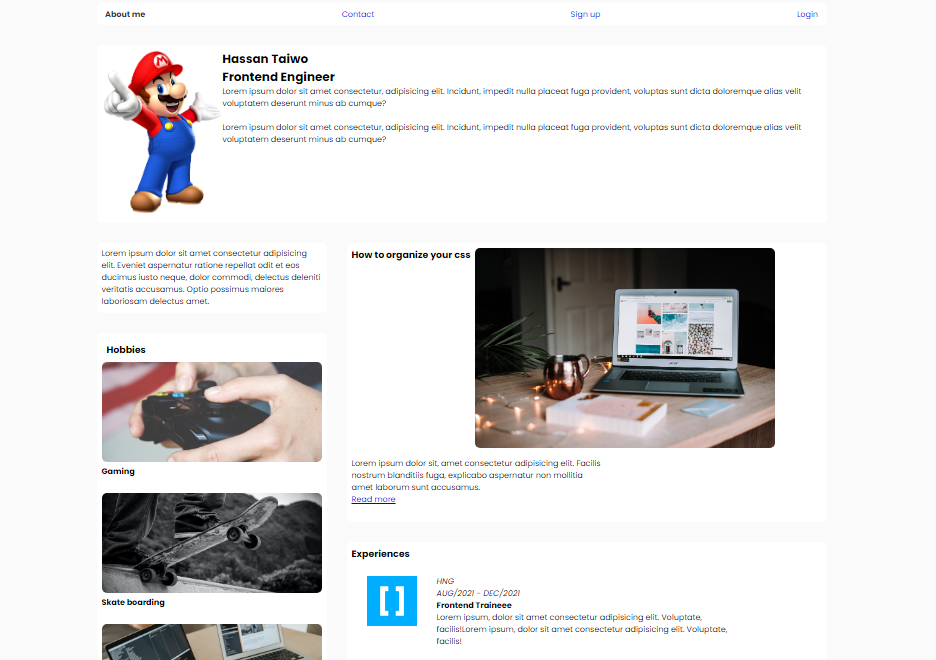 About me
Contact
Sign up
Login
Hassan Taiwo
Frontend Engineer
Lorem ipsum dolor sit amet consectetur, adipisicing elit. Incidunt, impedit nulla placeat fuga provident, voluptas sunt dicta doloremque alias velit
voluptatem deserunt minus ab cumque?
Lorem ipsum dolor sit amet consectetur, adipisicing elit. Incidunt, impedit nulla placeat fuga provident, voluptas sunt dicta doloremque alias velit
voluptatem deserunt minus ab cumque?
Lorem ipsum dolor sit amet consectetur adipisicing
elit. Eveniet aspernatur ratione repellat odit et eos
ducimus iusto neque, dolor commodi, delectus deleniti
veritatis accusamus. Optio possimus maiores
laboriosam delectus amet.
Hobbies
Gaming
Skate boarding
How to organize your css
Lorem ipsum dolor sit, amet consectetur adipisicing elit. Facilis
nostrum blanditiis fuga, explicabo aspernatur non mollitia
amet laborum sunt accusamus.
Read more
Experiences
HNG
AUG/2021 - DEC/2021
Frontend Traineee
Lorem ipsum, dolor sit amet consectetur adipisicing elit. Voluptate,
facilis!Lorem ipsum, dolor sit amet consectetur adipisicing elit. Voluptate,
facilis!